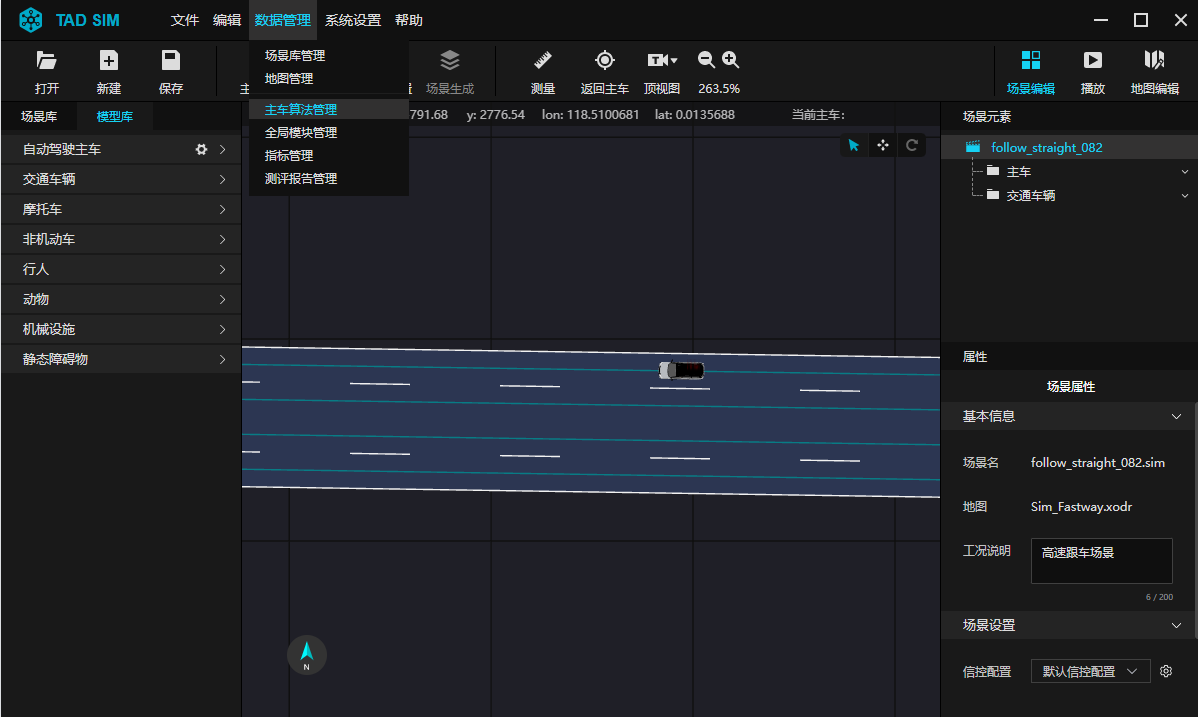 TAD SIM 文件 编辑 数据管理 系统设置 帮助
场景库管理
地图管理
主车算法管理
全局模块管理
指标管理
测评报告管理
打开 新建 保存 主 场景生成 测量 返回主车 顶视图 263.5% 场景编辑 播放 地图编辑
场景库 模型库
791.68 y: 2776.54 lon: 118.5100681 lat: 0.0135688 当前主车:
自动驾驶主车
交通车辆
摩托车
非机动车
行人
动物
机械设施
静态障碍物
N
场景元素
follow_straight_082
主车
交通车辆
属性
场景属性
基本信息
场景名 follow_straight_082.sim
地图 Sim_Fastway.xodr
工况说明 高速跟车场景
6 / 200
场景设置
信控配置 默认信控配置